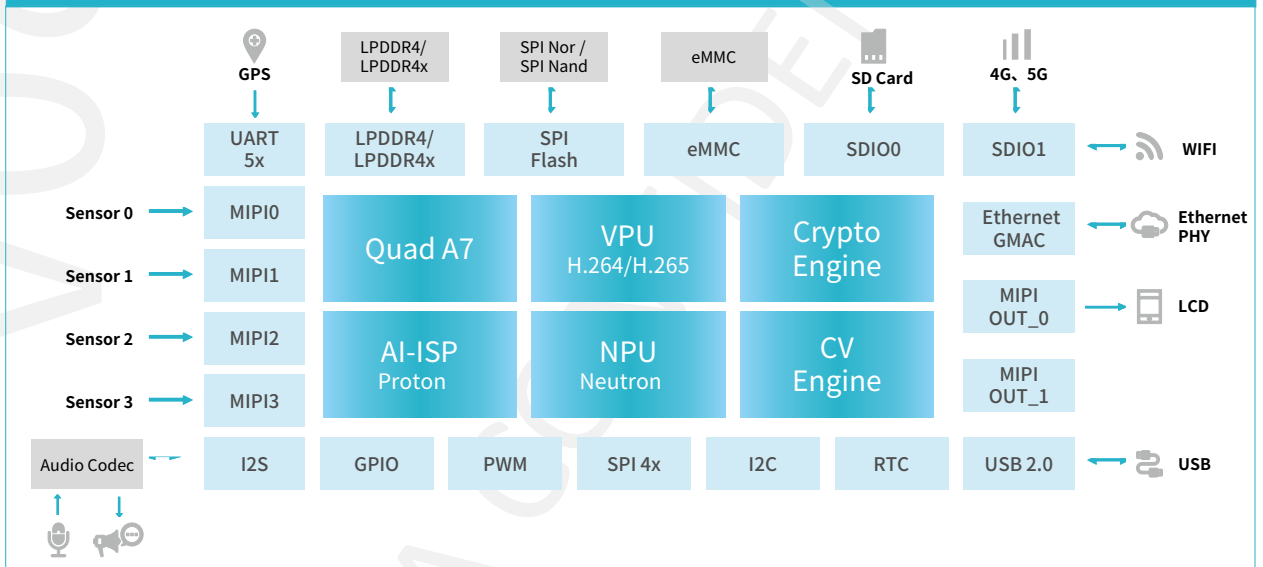 GPS
LPDDR4/
LPDDR4x
SPI Nor /
SPI Nand
eMMC
SD Card
4G、5G
UART
5x
LPDDR4/
LPDDR4x
SPI
Flash
eMMC
SDIO0
SDIO1
WIFI
Sensor 0
MIPI0
Sensor 1
MIPI1
Sensor 2
MIPI2
Sensor 3
MIPI3
Quad A7
VPU
H.264/H.265
Crypto
Engine
AI-ISP
Proton
NPU
Neutron
CV
Engine
Ethernet
GMAC
Ethernet
PHY
MIPI
OUT_0
LCD
MIPI
OUT_1
Audio Codec
I2S
GPIO
PWM
SPI 4x
I2C
RTC
USB 2.0
USB